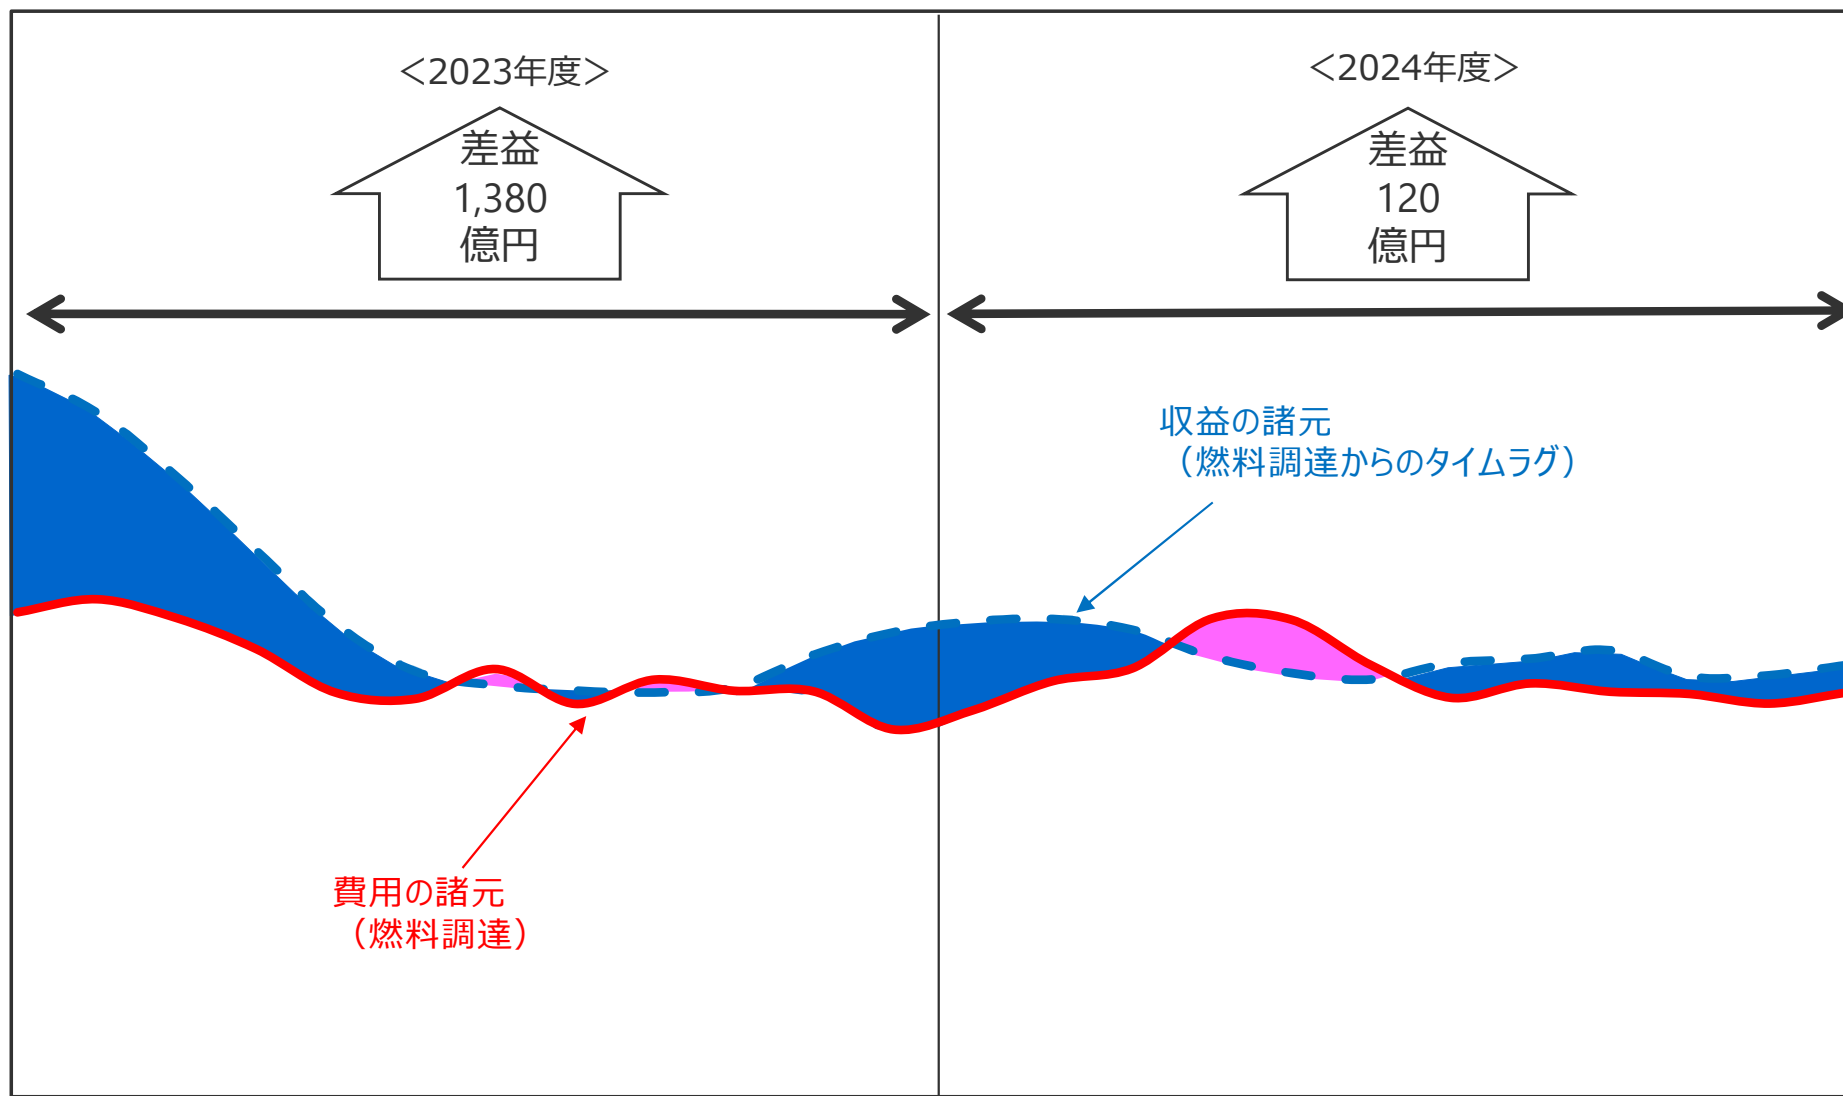 <2023年度>
差益
1,380
億円
<2024年度>
差益
120
億円
収益の諸元
（燃料調達からのタイムラグ）
費用の諸元
（燃料調達）